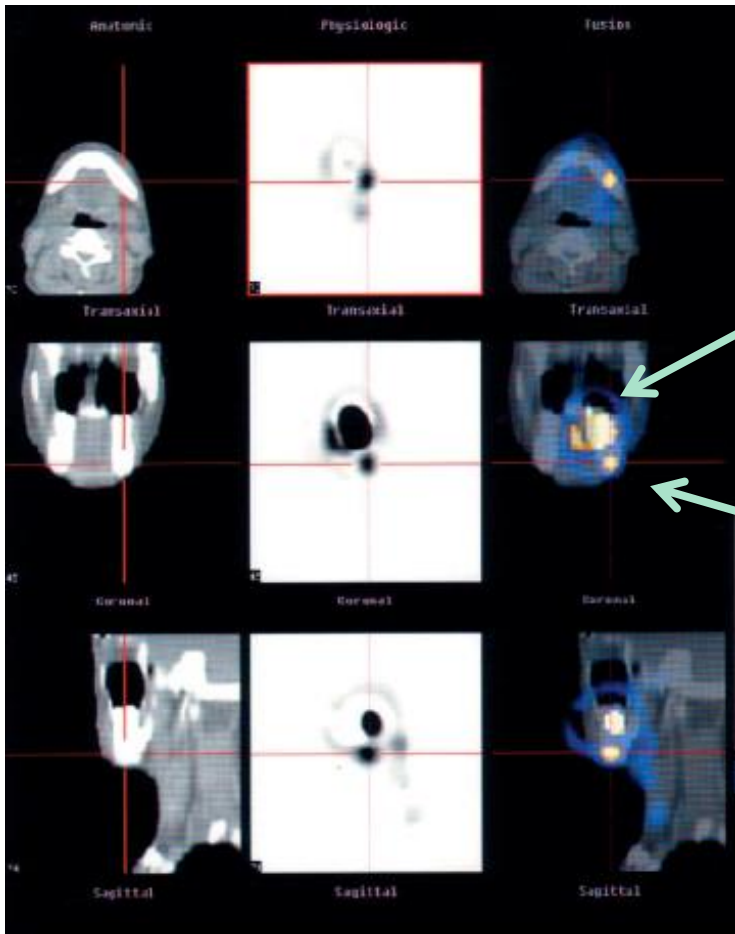 Anatomic Physiologic Fusion
Transaxial Transaxial Transaxial
Coronal Coronal Coronal
Sagittal Sagittal Sagittal